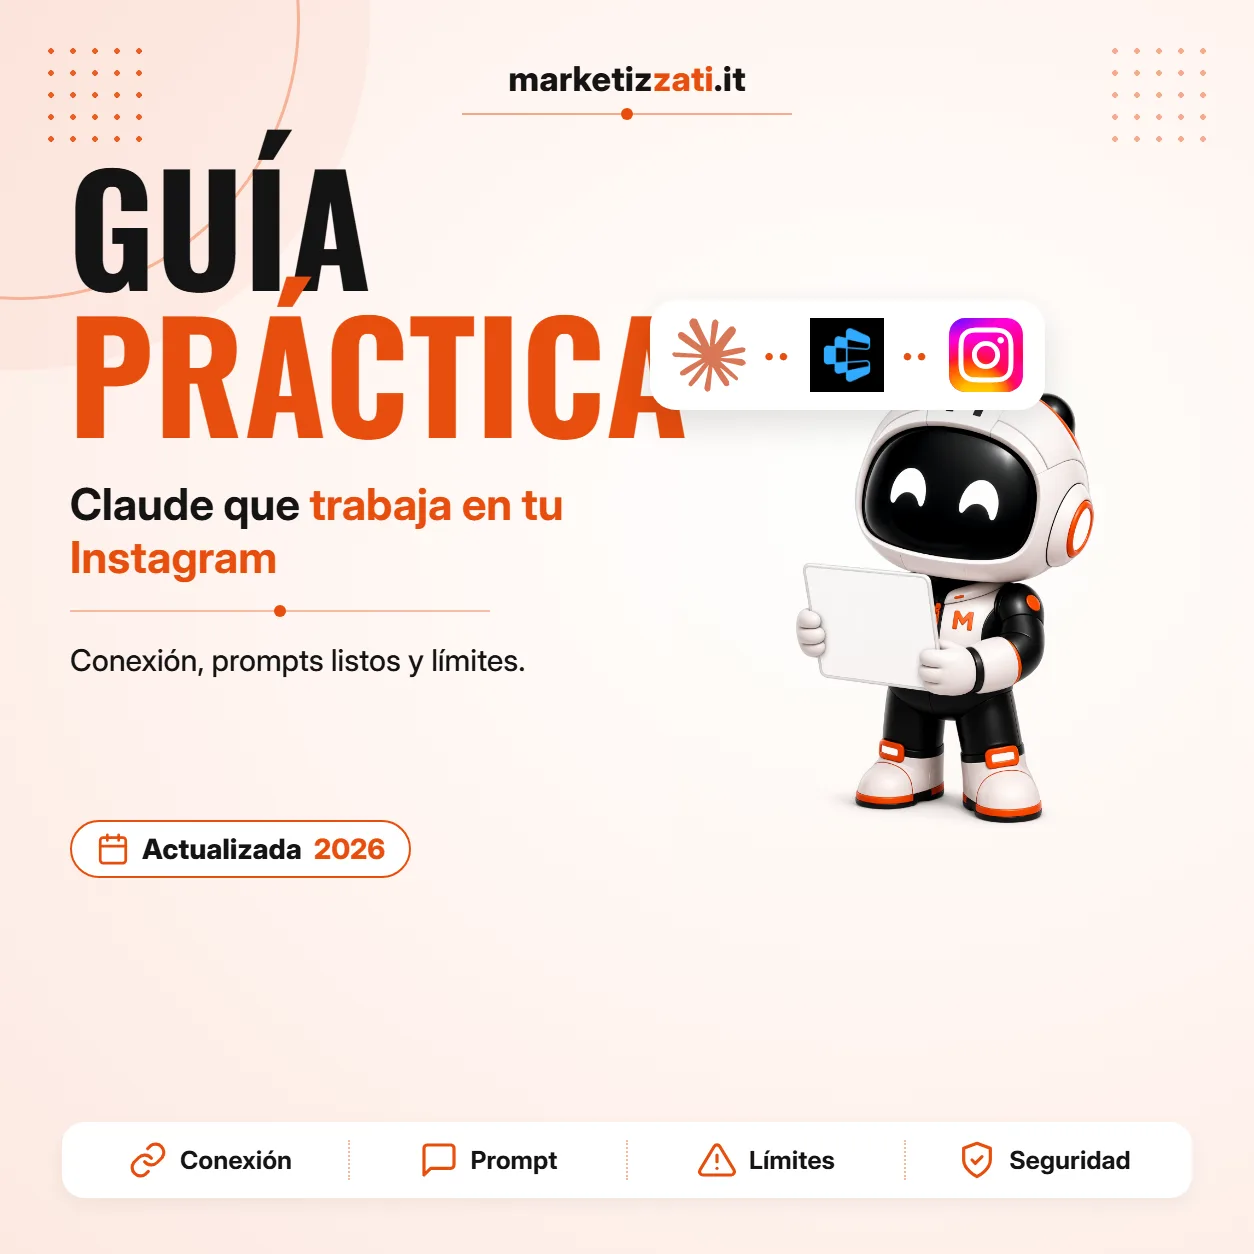 marketizzati.it
GUÍA
PRÁCTICA
Claude que trabaja en tu
Instagram
Conexión, prompts listos y límites.
M
Actualizada 2026
Conexión
Prompt
Límites
Seguridad